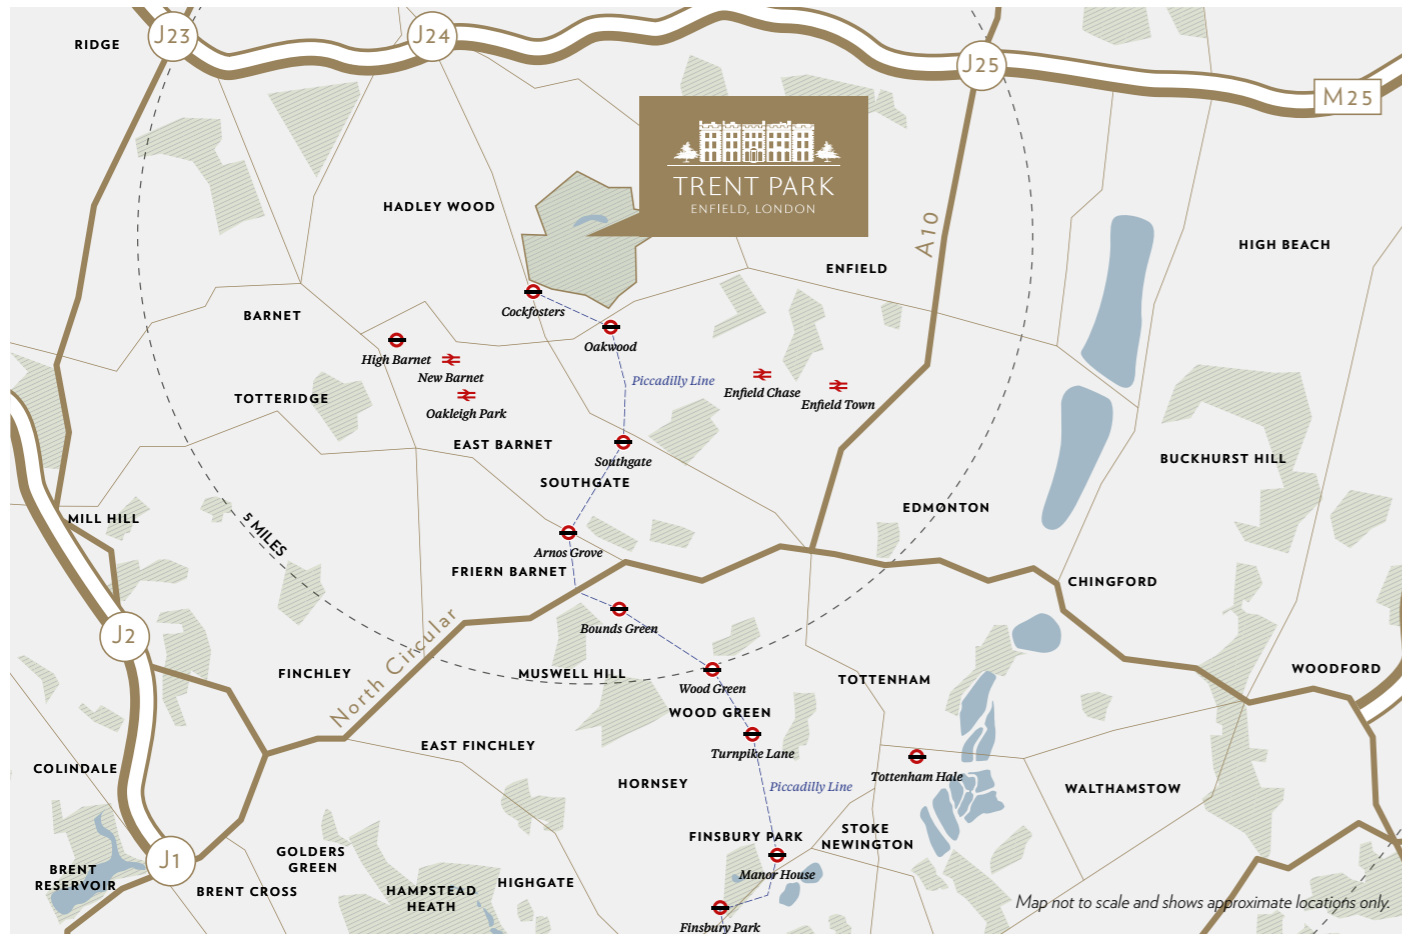 J23
J24
RIDGE
J25
M25
TRENT PARK
ENFIELD, LONDON
HADLEY WOOD
A10
HIGH BEACH
ENFIELD
Cockfosters
BARNET
Oakwood
High Barnet
New Barnet
Piccadilly Line
Enfield Chase
Enfield Town
TOTTERIDGE
Oakleigh Park
EAST BARNET
Southgate
BUCKHURST HILL
SOUTHGATE
EDMONTON
MILL HILL
5 MILES
Arnos Grove
FRIERN BARNET
CHINGFORD
J2
Bounds Green
North Circular
FINCHLEY
MUSWELL HILL
WOODFORD
Wood Green
TOTTENHAM
WOOD GREEN
EAST FINCHLEY
Turnpike Lane
COLINDALE
Tottenham Hale
HORNSEY
Piccadilly Line
WALTHAMSTOW
FINSBURY PARK
STOKE
NEWINGTON
J1
GOLDERS
GREEN
BRENT
RESERVOIR
Manor House
BRENT CROSS
HIGHGATE
HAMPSTEAD
HEATH
Map not to scale and shows approximate locations only.
Finsbury Park